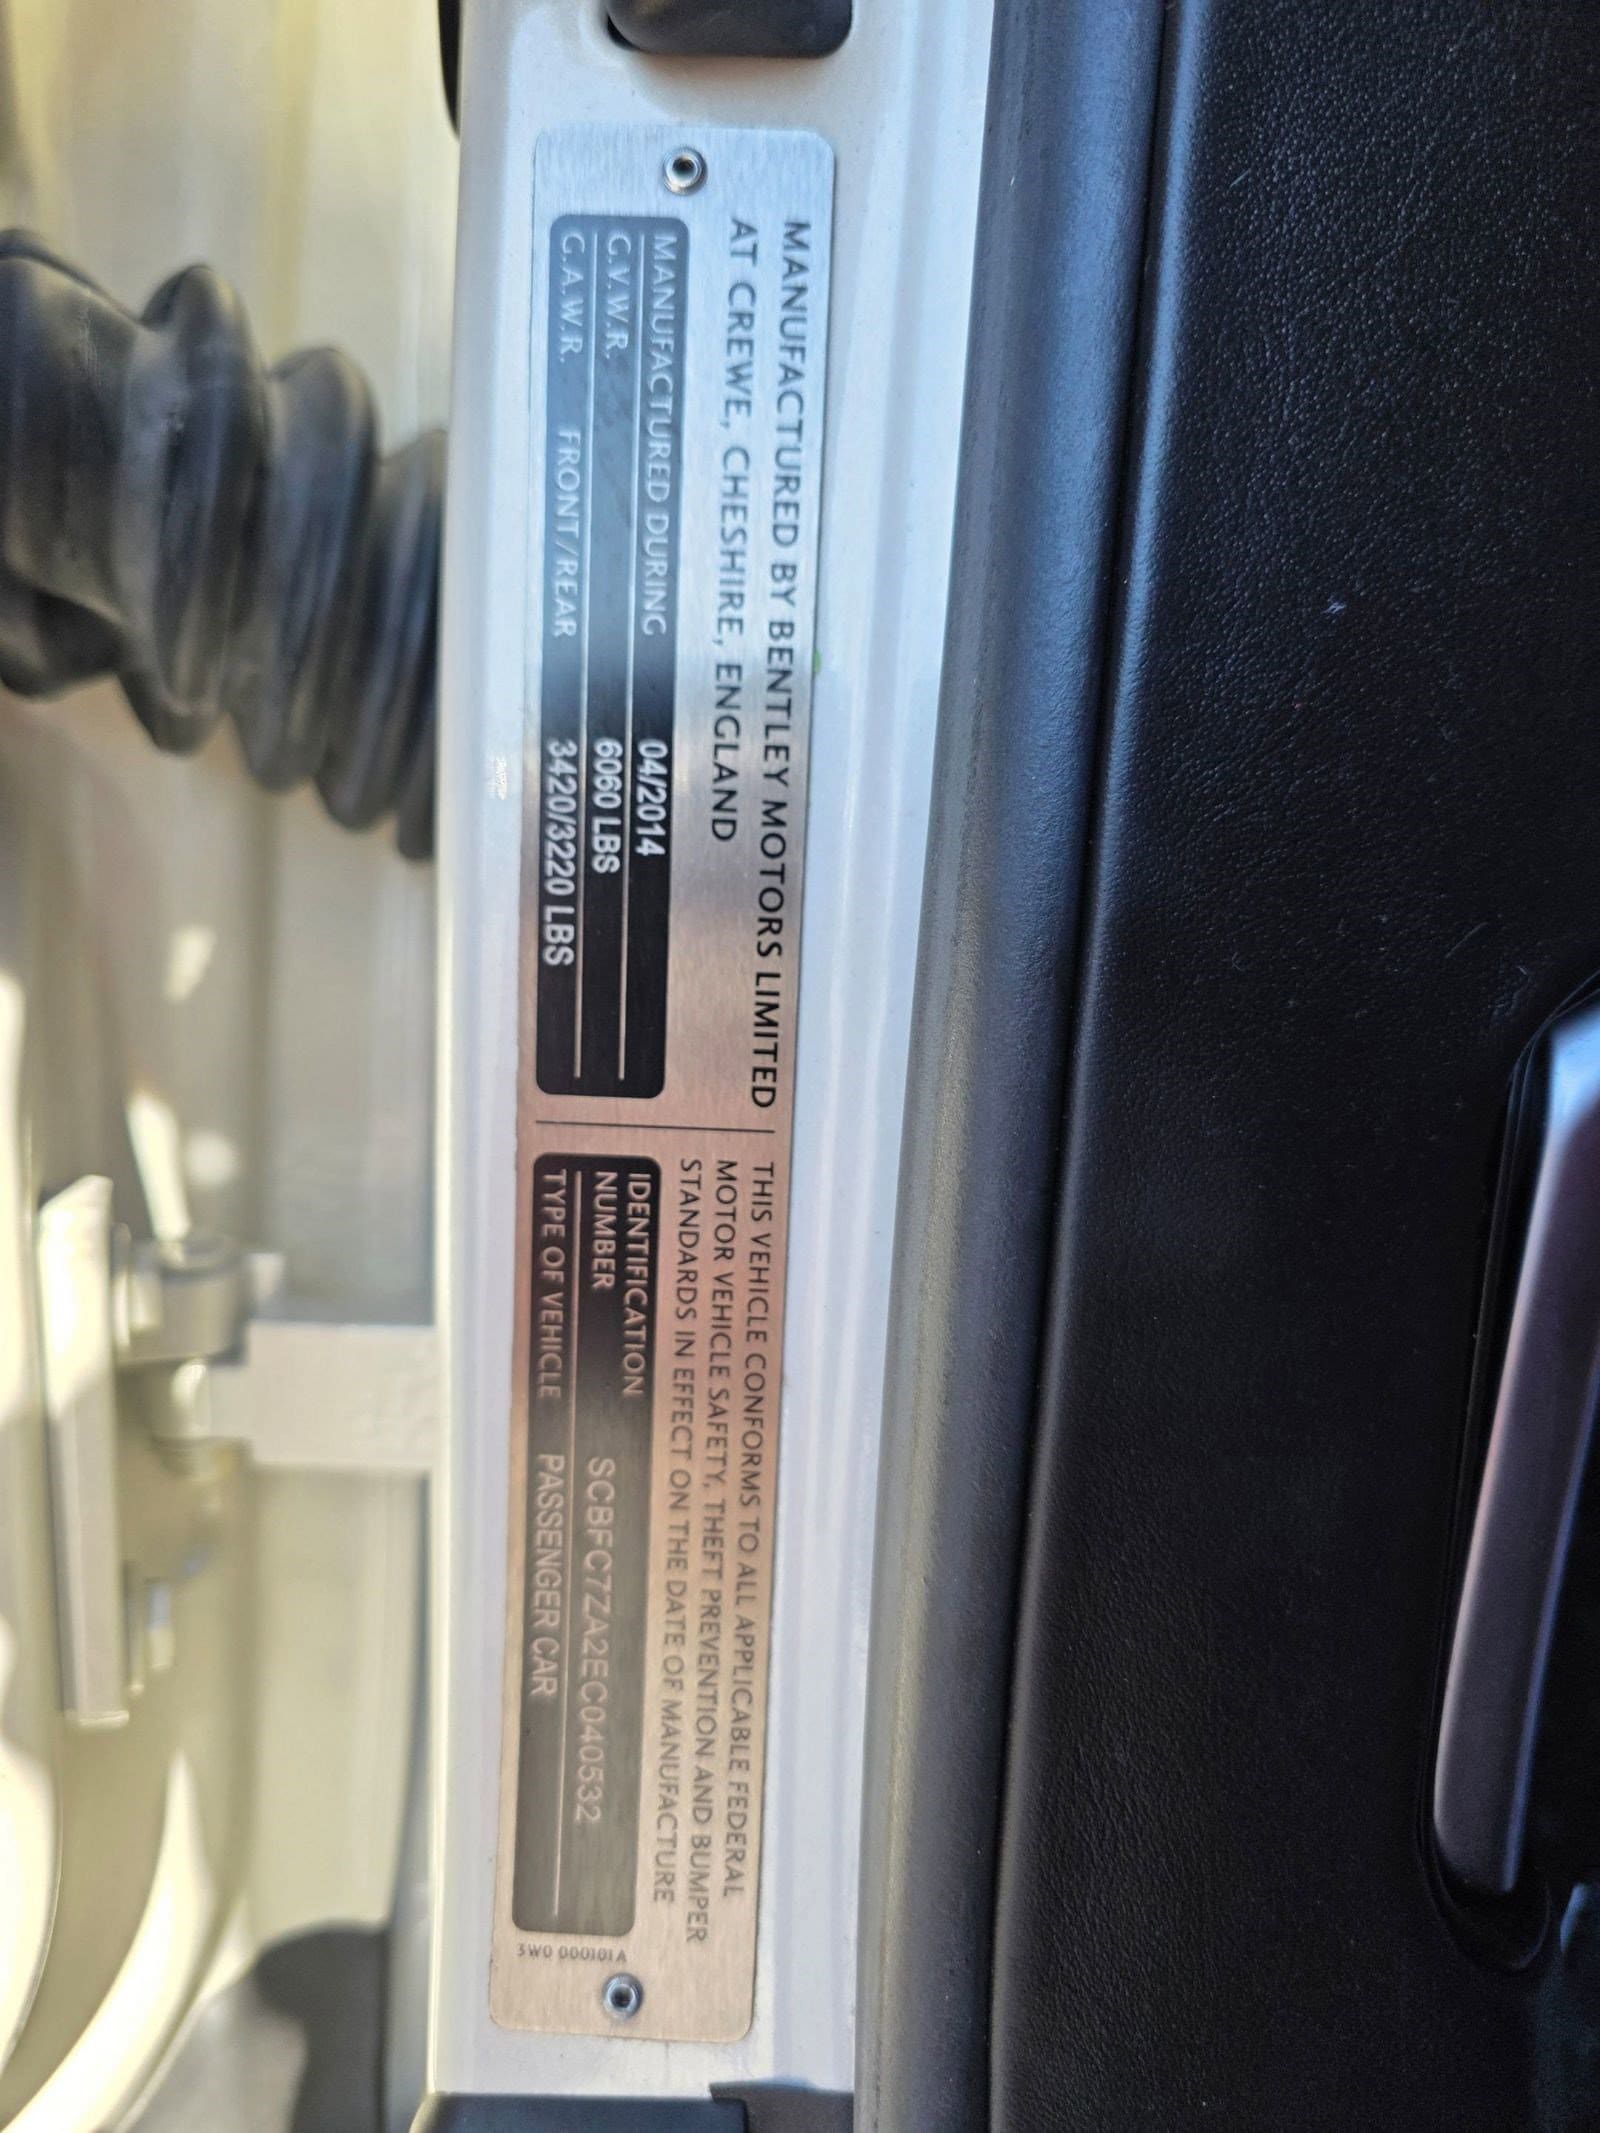 MANUFACTURED BY BENTLEY MOTORS LIMITED
AT CREWE, CHESHIRE, ENGLAND
MANUFACTURED DURING 04/2014
G.V.W.R. 6060 LBS
G.A.W.R. FRONT/REAR 3420/3220 LBS
THIS VEHICLE CONFORMS TO ALL APPLICABLE FEDERAL
MOTOR VEHICLE SAFETY, THEFT PREVENTION AND BUMPER
STANDARDS IN EFFECT ON THE DATE OF MANUFACTURE
IDENTIFICATION
NUMBER SCBFC7ZA2EC040532
TYPE OF VEHICLE PASSENGER CAR
3W0 000101A